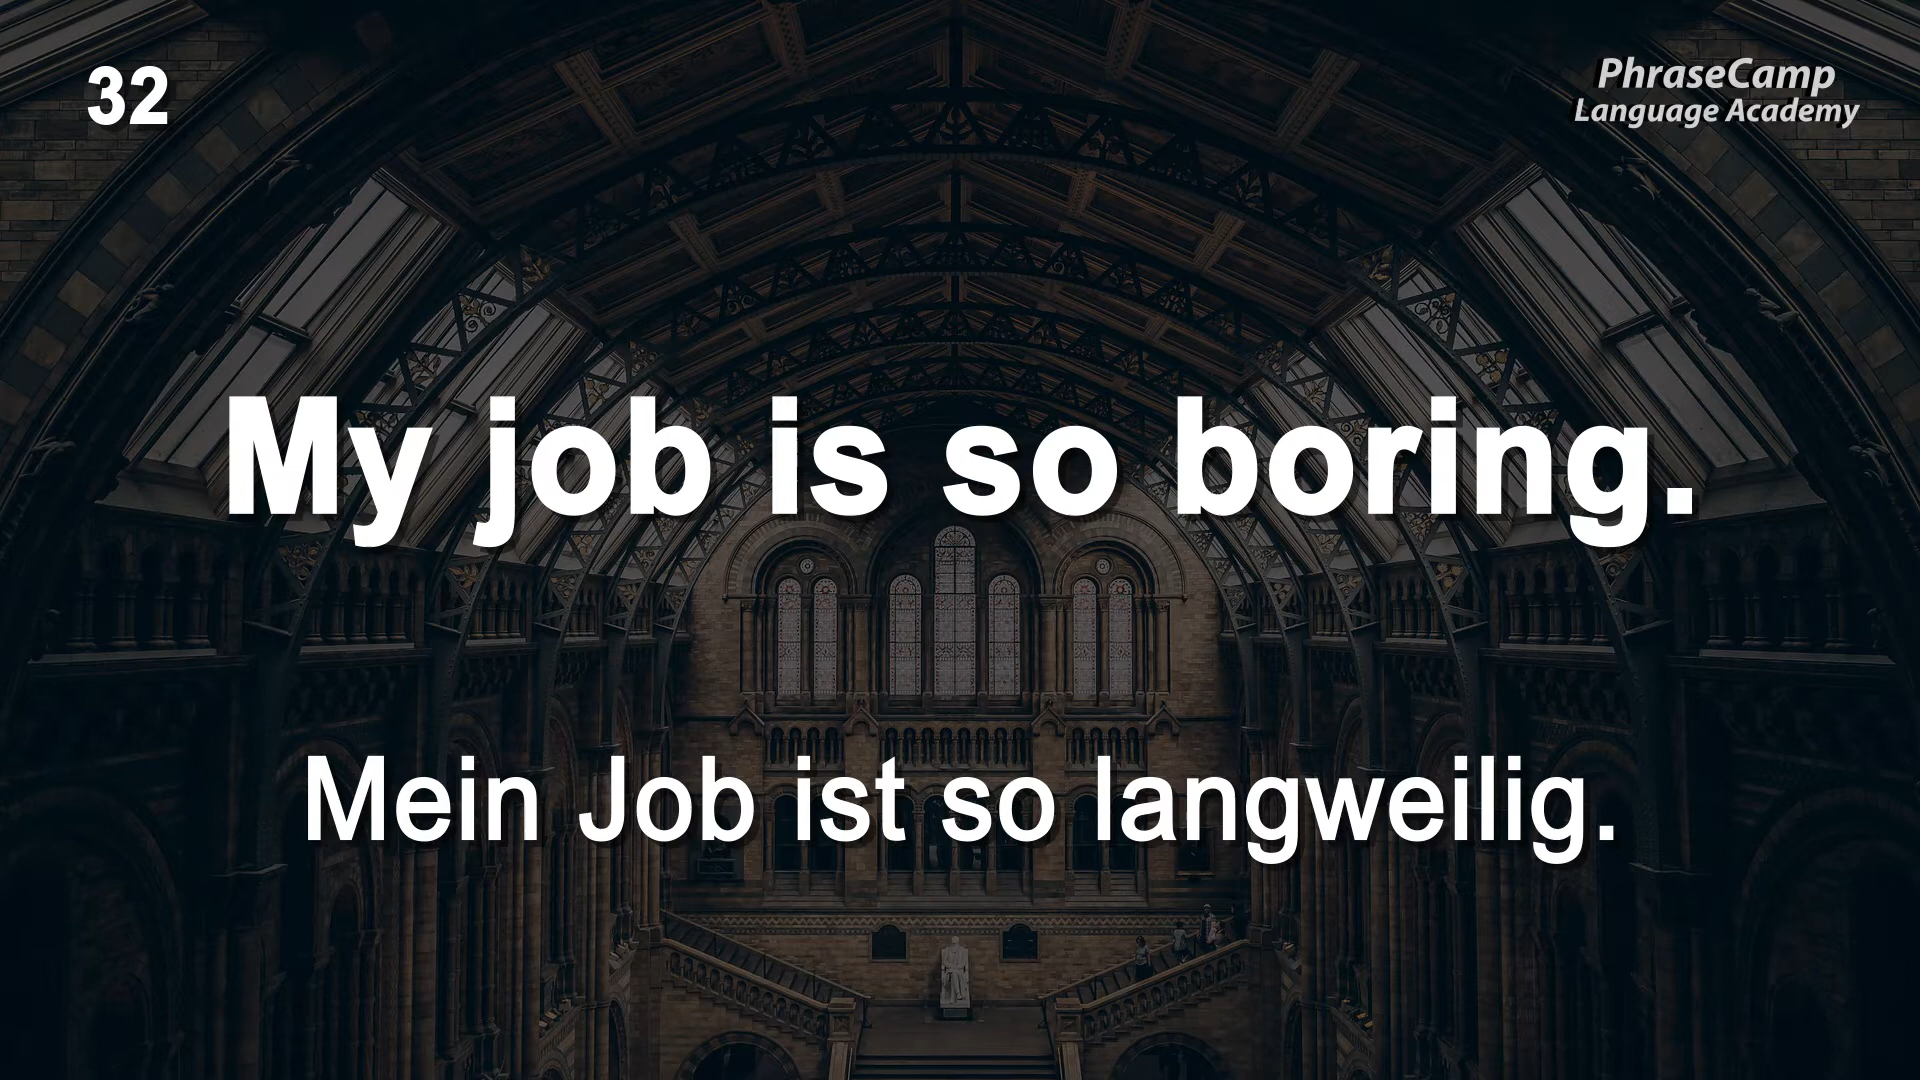 32
PhraseCamp
Language Academy
My job is so boring.
Mein Job ist so langweilig.